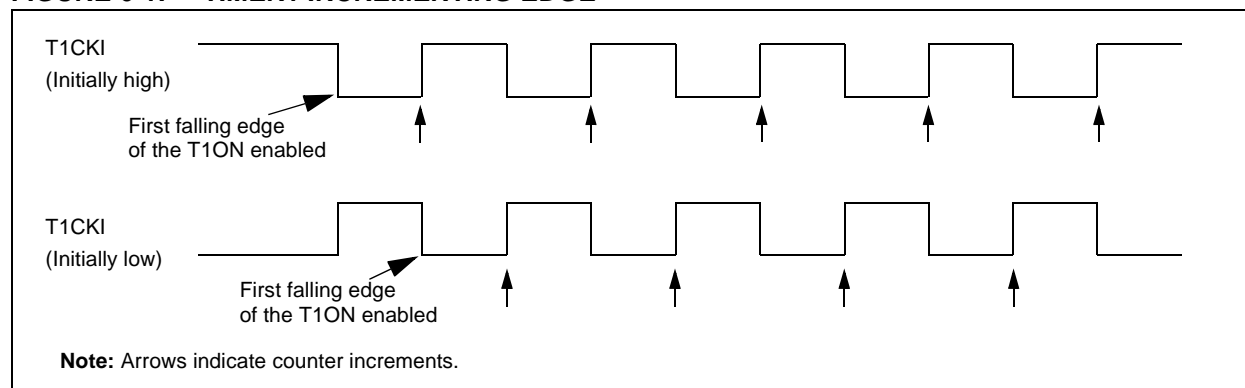 T1CKI
(Initially high)
First falling edge
of the T1ON enabled
T1CKI
(Initially low)
First falling edge
of the T1ON enabled
Note: Arrows indicate counter increments.